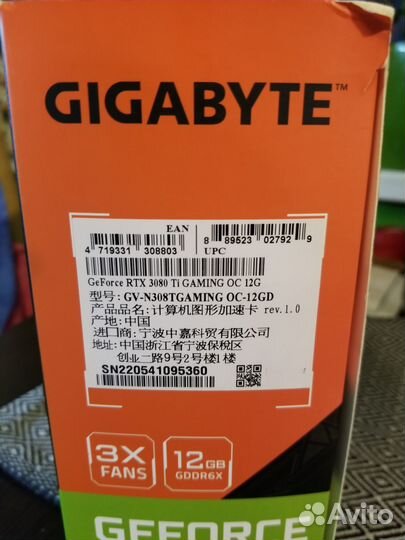 GIGABYTE™
EAN
4 719331 308803
8 89523 02792 9
UPC
GeForce RTX 3080 Ti GAMING OC 12G
型号: GV-N308TGAMING OC-12GD
产品品名: 计算机图形加速卡 rev.1.0
产地: 中国
进口商: 宁波中嘉科贸有限公司
地址: 中国浙江省宁波保税区
创业二路9号2号楼1楼
SN220541095360
3X
FANS
12GB
GDDR6X
GEFORCE
Avito